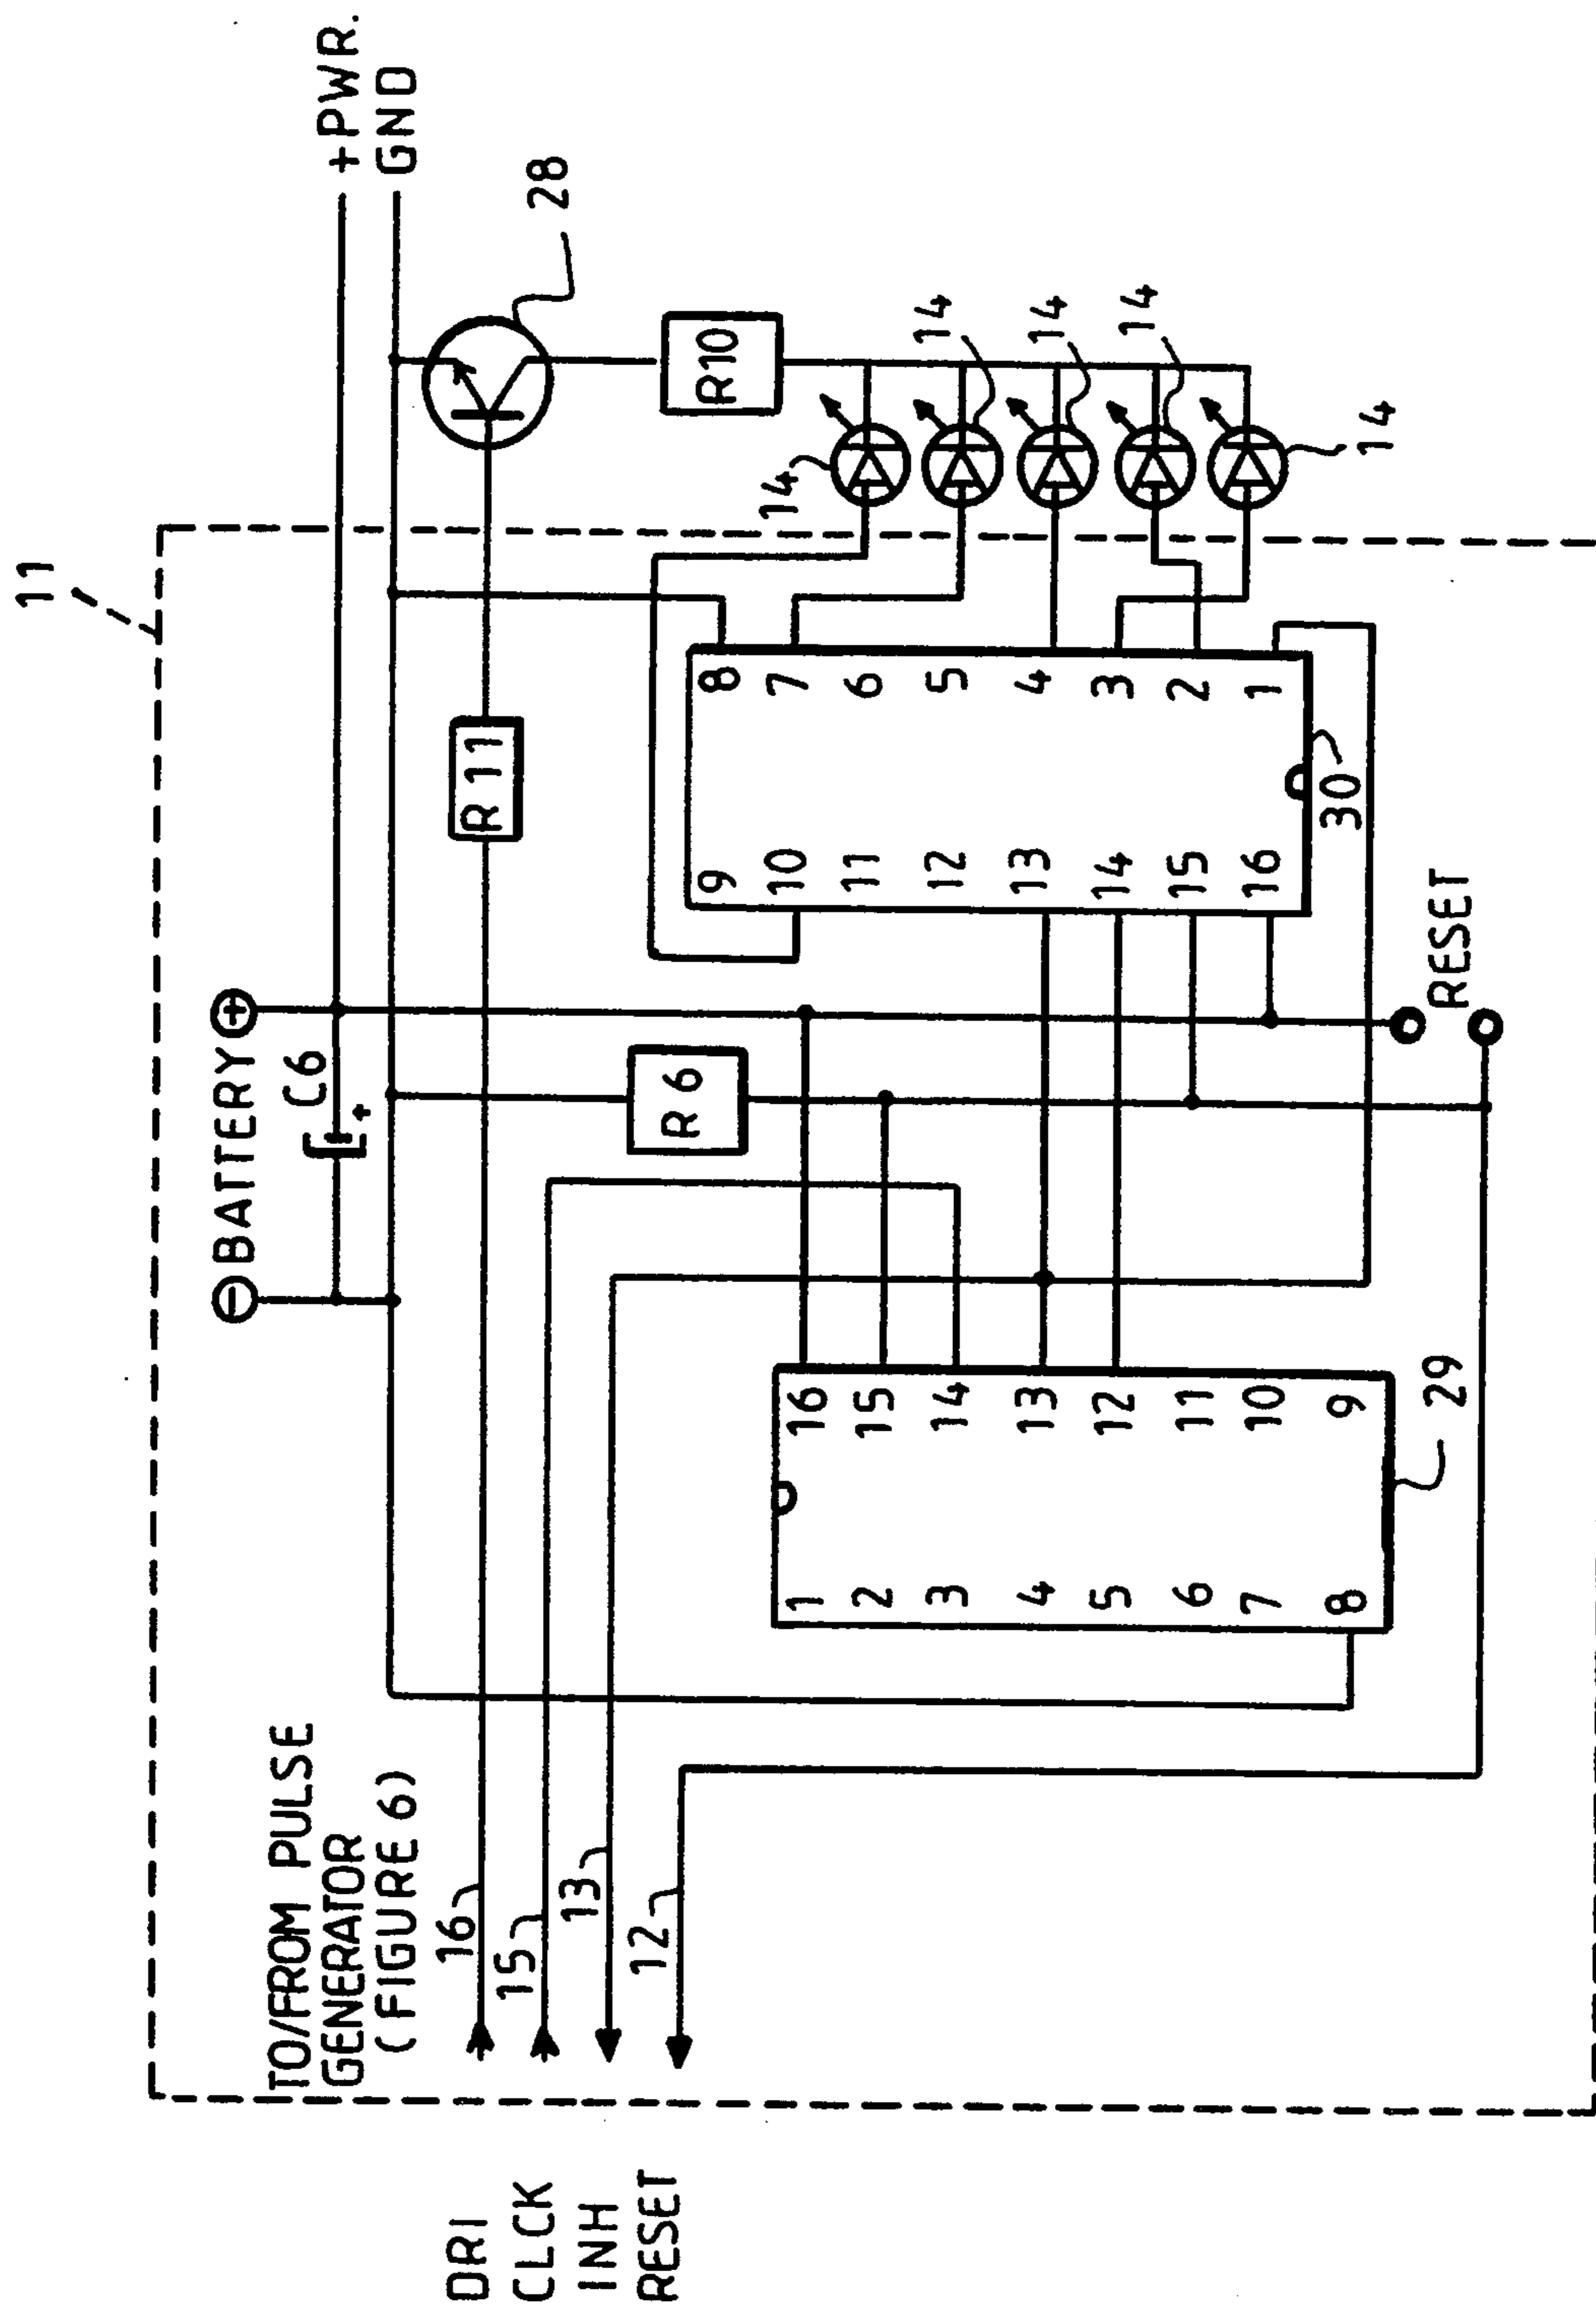 11
+PWR.
GND
28
⊖ BATTERY ⊕
C6
+
R11
R10
R6
14
14
14
14
14
8 7 6 5 4 3 2 1
9 10 11 12 13 14 15 16
30
RESET
16 15 14 13 12 11 10 9
1 2 3 4 5 6 7 8
29
TO/FROM PULSE
GENERATOR
(FIGURE 6)
16
15
13
12
DRI
CLCK
INH
RESET